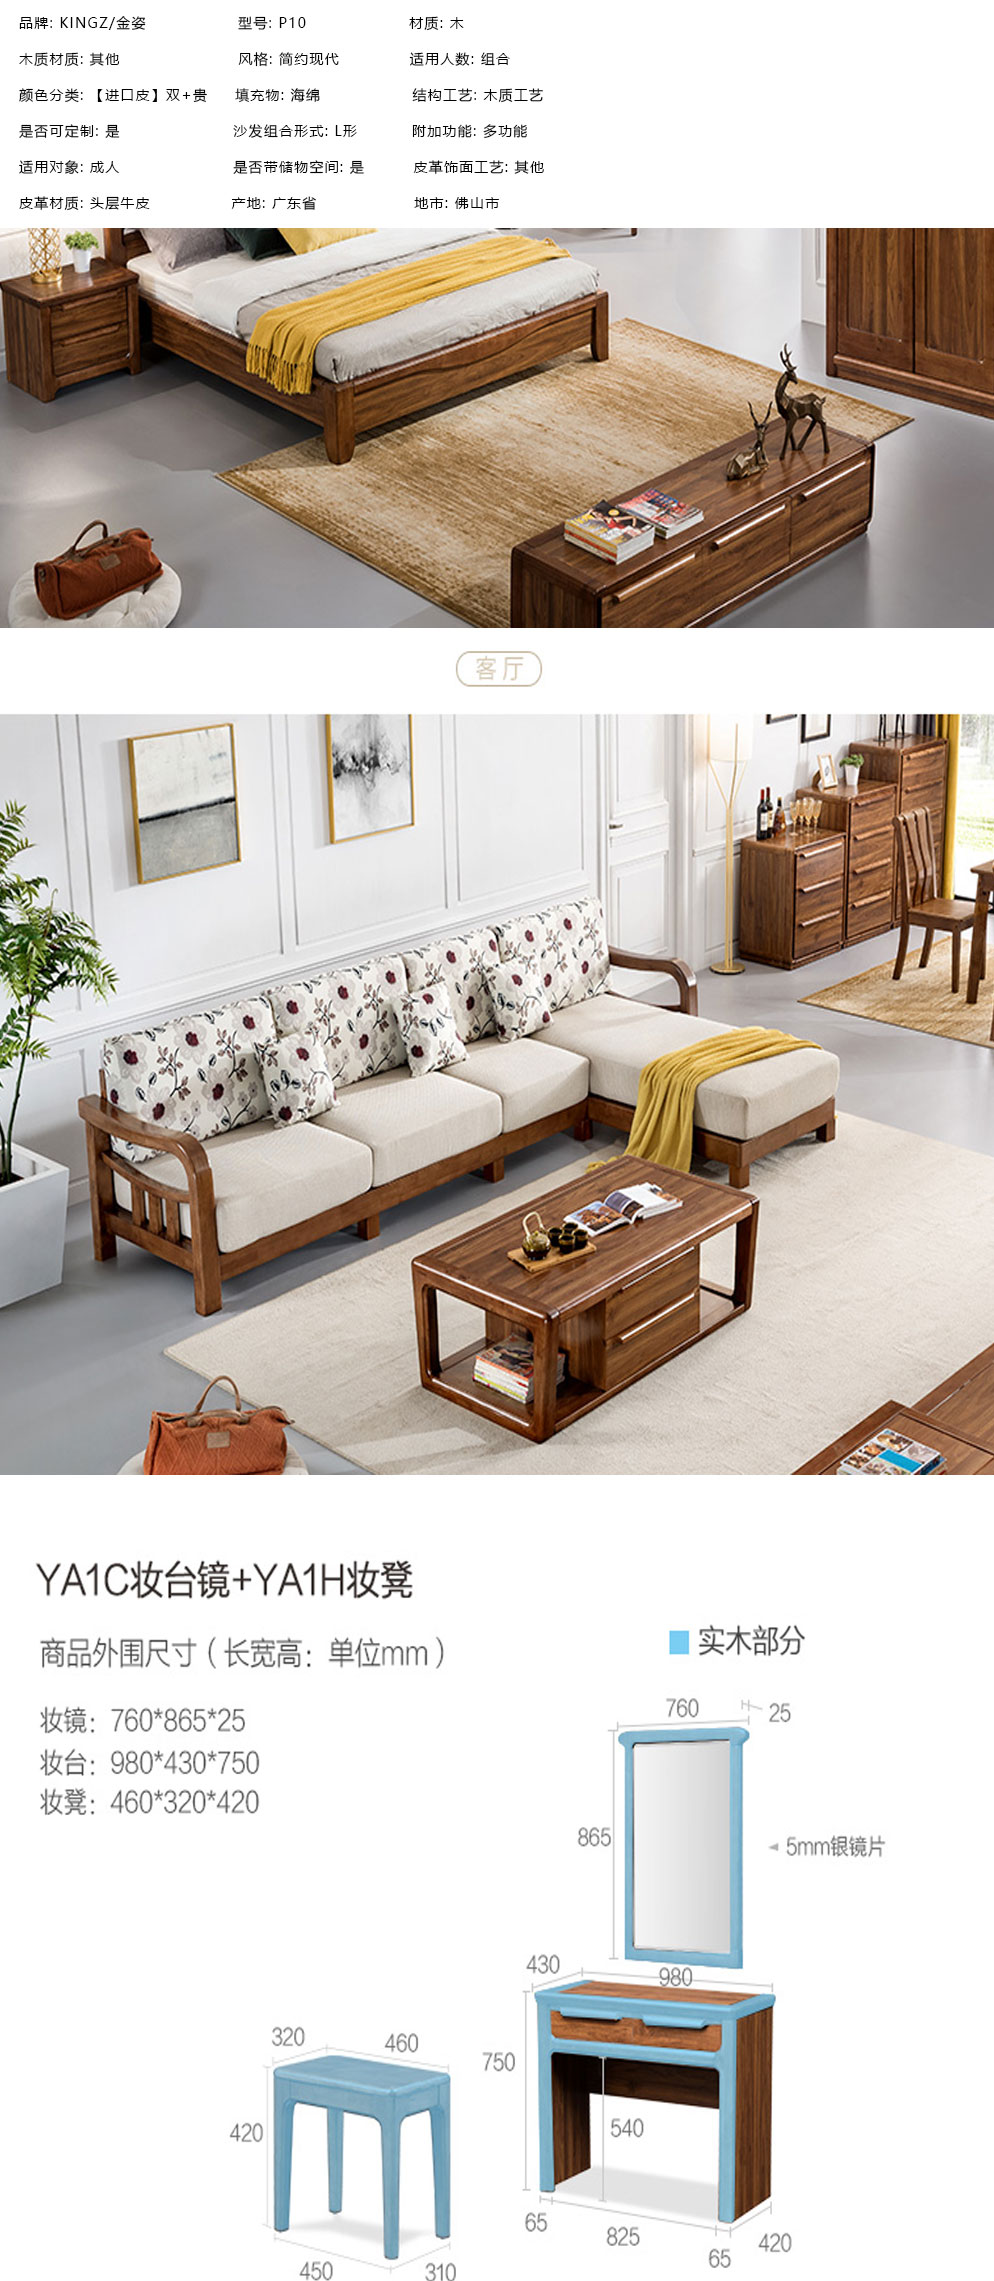 品牌: KINGZ/金姿 型号: P10 材质: 木
木质材质: 其他 风格: 简约现代 适用人数: 组合
颜色分类: 【进口皮】双+贵 填充物: 海绵 结构工艺: 木质工艺
是否可定制: 是 沙发组合形式: L形 附加功能: 多功能
适用对象: 成人 是否带储物空间: 是 皮革饰面工艺: 其他
皮革材质: 头层牛皮 产地: 广东省 地市: 佛山市
客厅
YA1C妆台镜+YA1H妆凳
商品外围尺寸（长宽高：单位mm）
实木部分
妆镜：760*865*25
妆台：980*430*750
妆凳：460*320*420
760
25
865
5mm银镜片
430
980
320
460
750
420
540
65
825
65
420
450
310